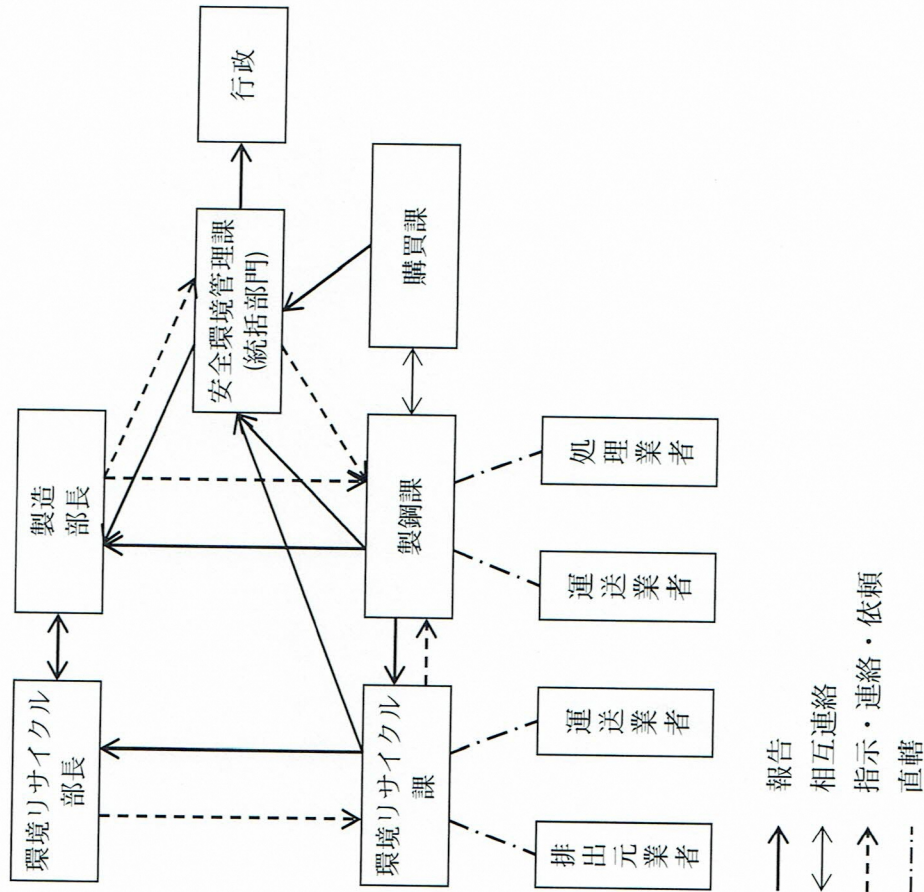 環境リサイクル
部長
製造
部長
安全環境管理課
(統括部門)
行政
環境リサイクル
課
製鋼課
購買課
排出元業者
運送業者
運送業者
処理業者
報告
相互連絡
指示・連絡・依頼
直轄